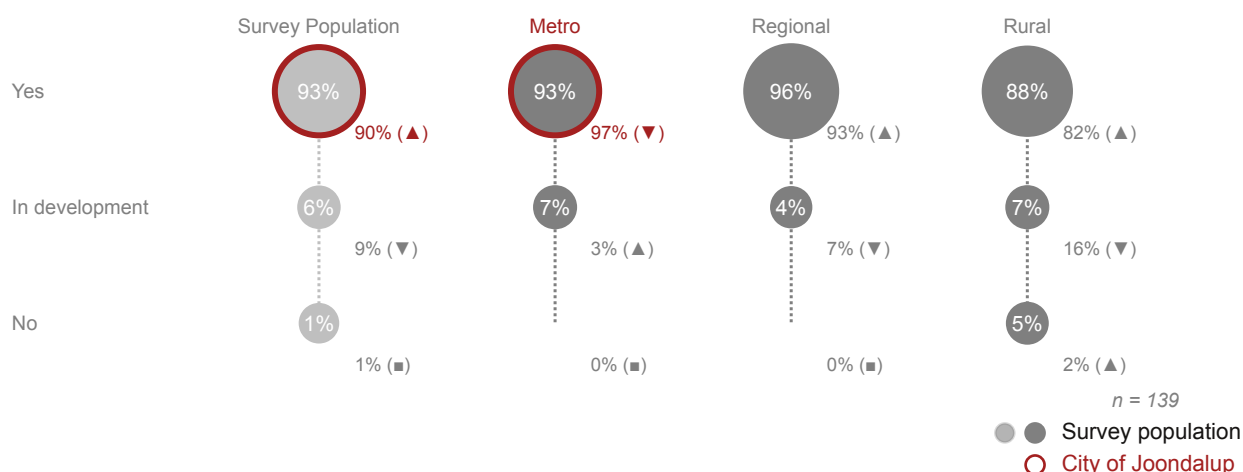 Survey Population Metro Regional Rural
Yes 93% 93% 96% 88%
90% (▲) 97% (▼) 93% (▲) 82% (▲)
In development 6% 7% 4% 7%
9% (▼) 3% (▲) 7% (▼) 16% (▼)
No 1% 5%
1% (■) 0% (■) 0% (■) 2% (▲)
n = 139
Survey population
City of Joondalup